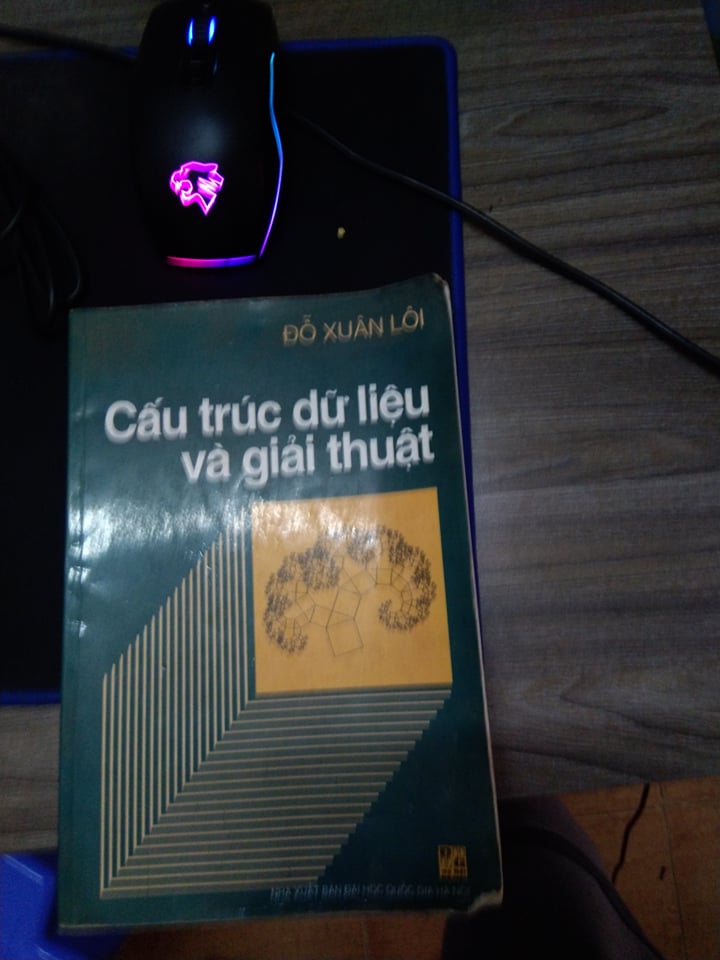 ĐỖ XUÂN LÔI
Cấu trúc dữ liệu
và giải thuật
NHÀ XUẤT BẢN ĐẠI HỌC QUỐC GIA HÀ NỘI